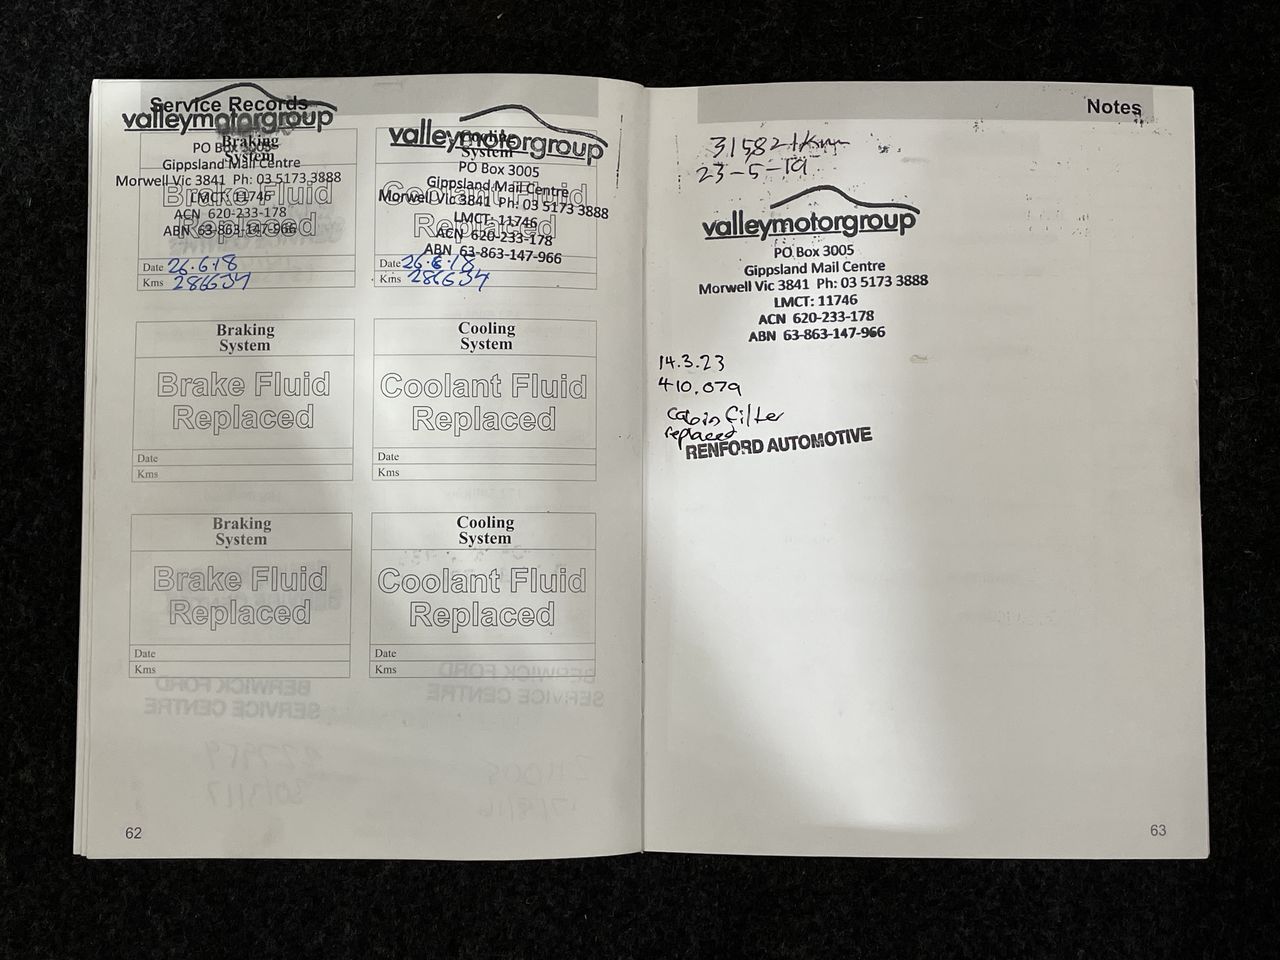 Service Records
valleymotorgroup
Braking
System
PO Box 3005
Gippsland Mail Centre
Morwell Vic 3841 Ph: 03 5173 3888
LMCT: 11746
ACN 620-233-178
ABN 63-863-147-966
Brake Fluid
Replaced
Date 26.6.18
Kms 286634
valleymotorgroup
Cooling
System
PO Box 3005
Gippsland Mail Centre
Morwell Vic 3841 Ph: 03 5173 3888
LMCT: 11746
ACN 620-233-178
ABN 63-863-147-966
Coolant Fluid
Replaced
Date 26.6.18
Kms 286634
Braking
System
Brake Fluid
Replaced
Date
Kms
Cooling
System
Coolant Fluid
Replaced
Date
Kms
Braking
System
Brake Fluid
Replaced
Date
Kms
Cooling
System
Coolant Fluid
Replaced
Date
Kms
62
Notes
315821km
23-5-19
valleymotorgroup
PO Box 3005
Gippsland Mail Centre
Morwell Vic 3841 Ph: 03 5173 3888
LMCT: 11746
ACN 620-233-178
ABN 63-863-147-966
14.3.23
410,079
Cabin filter
replaced
RENFORD AUTOMOTIVE
63